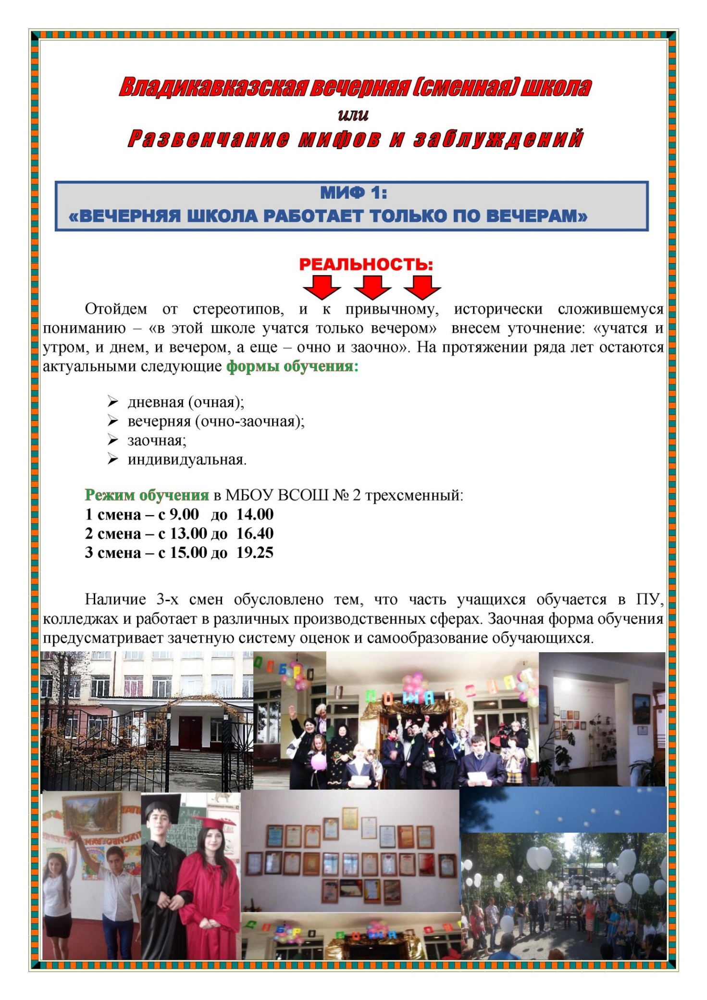 Владикавказская вечерняя (сменная) школа
или
Развенчание мифов и заблуждений
МИФ 1:
«ВЕЧЕРНЯЯ ШКОЛА РАБОТАЕТ ТОЛЬКО ПО ВЕЧЕРАМ»
РЕАЛЬНОСТЬ:
Отойдем от стереотипов, и к привычному, исторически сложившемуся
пониманию – «в этой школе учатся только вечером» внесем уточнение: «учатся и
утром, и днем, и вечером, а еще – очно и заочно». На протяжении ряда лет остаются
актуальными следующие формы обучения:
дневная (очная);
вечерняя (очно-заочная);
заочная;
индивидуальная.
Режим обучения в МБОУ ВСОШ № 2 трехсменный:
1 смена – с 9.00 до 14.00
2 смена – с 13.00 до 16.40
3 смена – с 15.00 до 19.25
Наличие 3-х смен обусловлено тем, что часть учащихся обучается в ПУ,
колледжах и работает в различных производственных сферах. Заочная форма обучения
предусматривает зачетную систему оценок и самообразование обучающихся.
ДОБРО
ПОЖА
ДОБРО ПОЖА